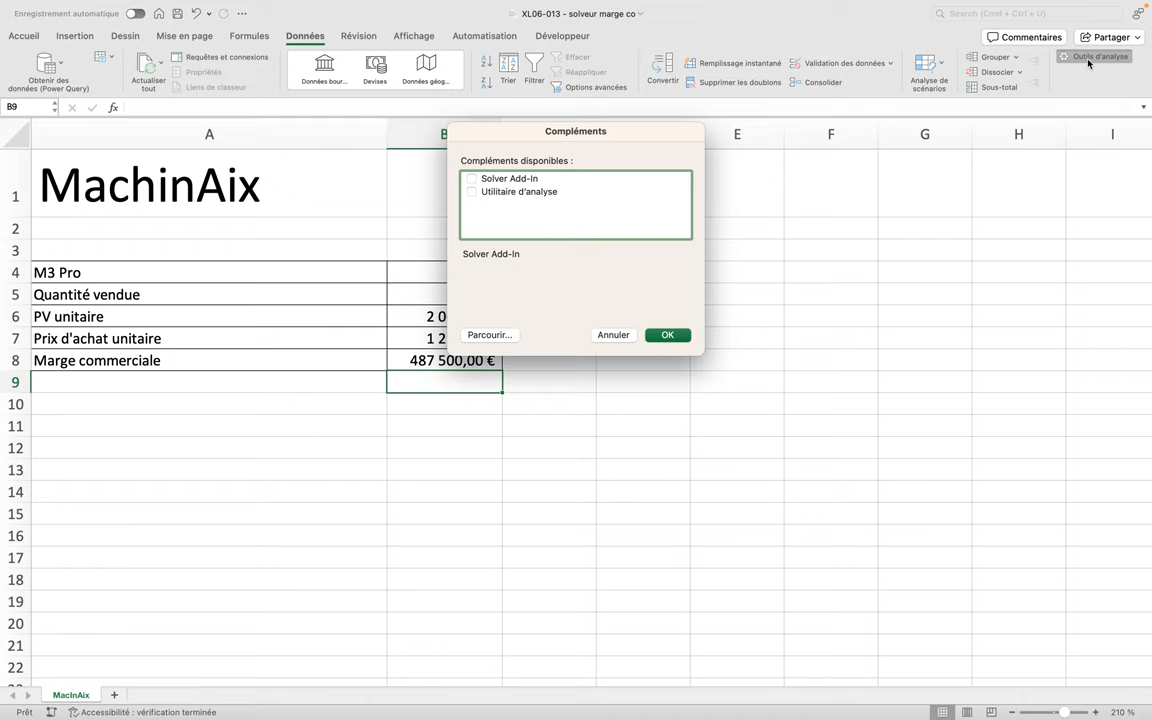 Enregistrement automatique
XL06-013 - solveur marge co
Search (Cmd + Ctrl + U)
Accueil Insertion Dessin Mise en page Formules Données Révision Affichage Automatisation Développeur
Commentaires Partager
Obtenir des
données (Power Query)
Actualiser
tout
Requêtes et connexions
Propriétés
Liens de classeur
Données bour... Devises Données géog...
Trier Filtrer
Effacer
Réappliquer
Options avancées
Convertir
Remplissage instantané
Supprimer les doublons
Validation des données
Consolider
Analyse de
scénarios
Grouper
Dissocier
Sous-total
Outils d'analyse
B9 fx
A B E F G H I
1 MachinAix
2
3
4 M3 Pro
5 Quantité vendue
6 PV unitaire 2 0
7 Prix d'achat unitaire 1 2
8 Marge commerciale 487 500,00 €
9
10
11
12
13
14
15
16
17
18
19
20
21
22
Compléments
Compléments disponibles :
Solver Add-In
Utilitaire d'analyse
Solver Add-In
Parcourir... Annuler OK
MacInAix
Prêt Accessibilité : vérification terminée 210 %